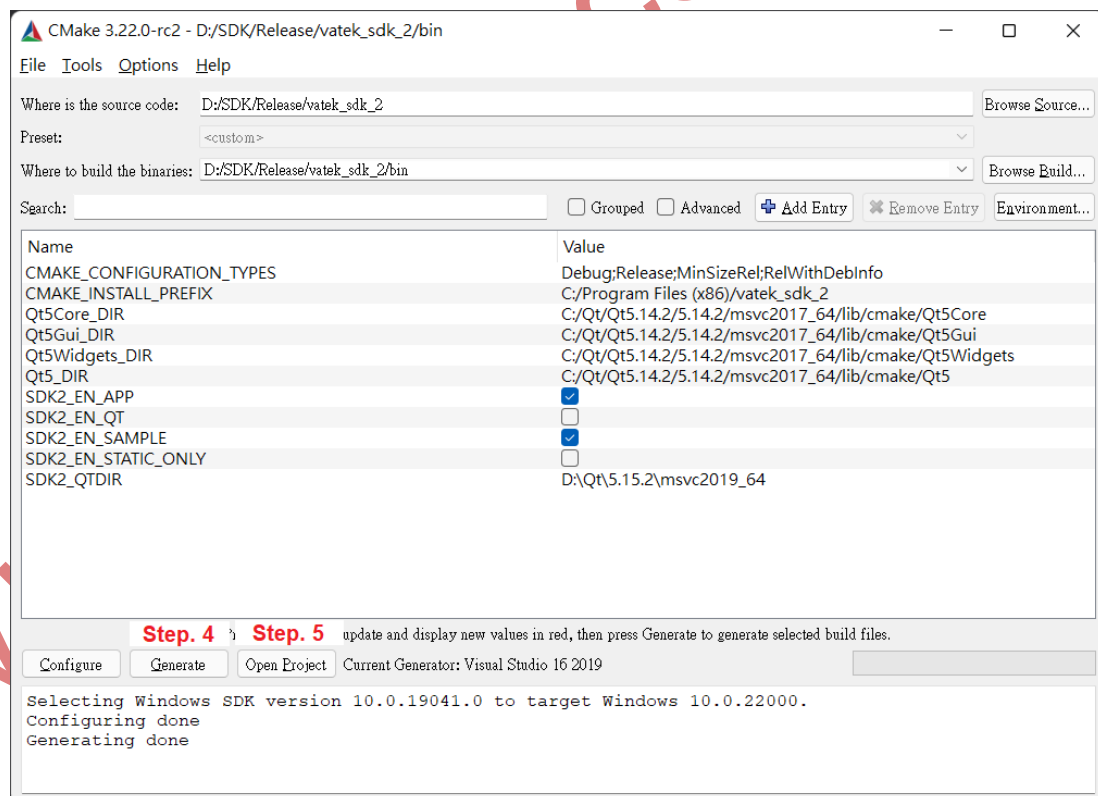 CMake 3.22.0-rc2 - D:/SDK/Release/vatek_sdk_2/bin
File Tools Options Help
Where is the source code: D:/SDK/Release/vatek_sdk_2 Browse Source...
Preset: <custom>
Where to build the binaries: D:/SDK/Release/vatek_sdk_2/bin Browse Build...
Search: Grouped Advanced Add Entry Remove Entry Environment...
Name Value
CMAKE_CONFIGURATION_TYPES Debug;Release;MinSizeRel;RelWithDebInfo
CMAKE_INSTALL_PREFIX C:/Program Files (x86)/vatek_sdk_2
Qt5Core_DIR C:/Qt/Qt5.14.2/5.14.2/msvc2017_64/lib/cmake/Qt5Core
Qt5Gui_DIR C:/Qt/Qt5.14.2/5.14.2/msvc2017_64/lib/cmake/Qt5Gui
Qt5Widgets_DIR C:/Qt/Qt5.14.2/5.14.2/msvc2017_64/lib/cmake/Qt5Widgets
Qt5_DIR C:/Qt/Qt5.14.2/5.14.2/msvc2017_64/lib/cmake/Qt5
SDK2_EN_APP
SDK2_EN_QT
SDK2_EN_SAMPLE
SDK2_EN_STATIC_ONLY
SDK2_QTDIR D:\Qt\5.15.2\msvc2019_64
Step. 4 Step. 5 update and display new values in red, then press Generate to generate selected build files.
Configure Generate Open Project Current Generator: Visual Studio 16 2019
Selecting Windows SDK version 10.0.19041.0 to target Windows 10.0.22000.
Configuring done
Generating done